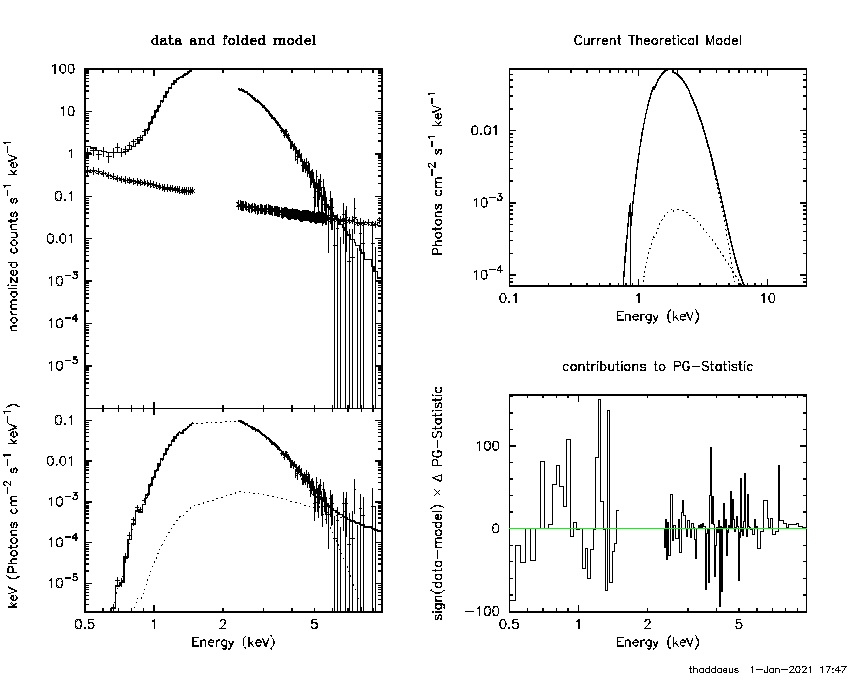 data and folded model
normalized counts s⁻¹ keV⁻¹
100
10
1
0.1
0.01
10⁻³
10⁻⁴
10⁻⁵
keV (Photons cm⁻² s⁻¹ keV⁻¹)
0.1
0.01
10⁻³
10⁻⁴
10⁻⁵
0.5 1 2 5
Energy (keV)
Current Theoretical Model
Photons cm⁻² s⁻¹ keV⁻¹
0.01
10⁻³
10⁻⁴
0.1 1 10
Energy (keV)
contributions to PG-Statistic
sign(data-model) × Δ PG-Statistic
100
0
-100
0.5 1 2 5
Energy (keV)
thaddaeus 1-Jan-2021 17:47